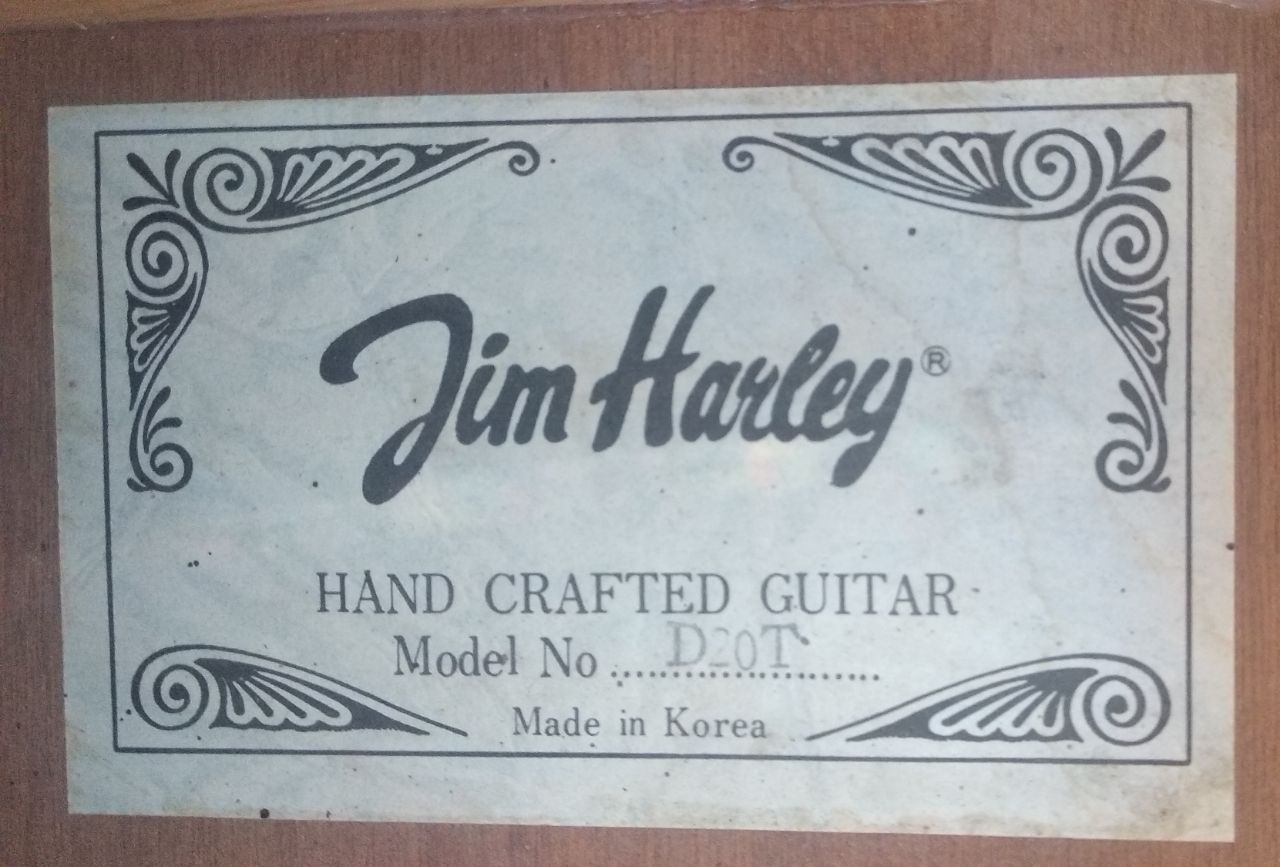 Jim Harley®
HAND CRAFTED GUITAR
Model No ...................... D20T
Made in Korea